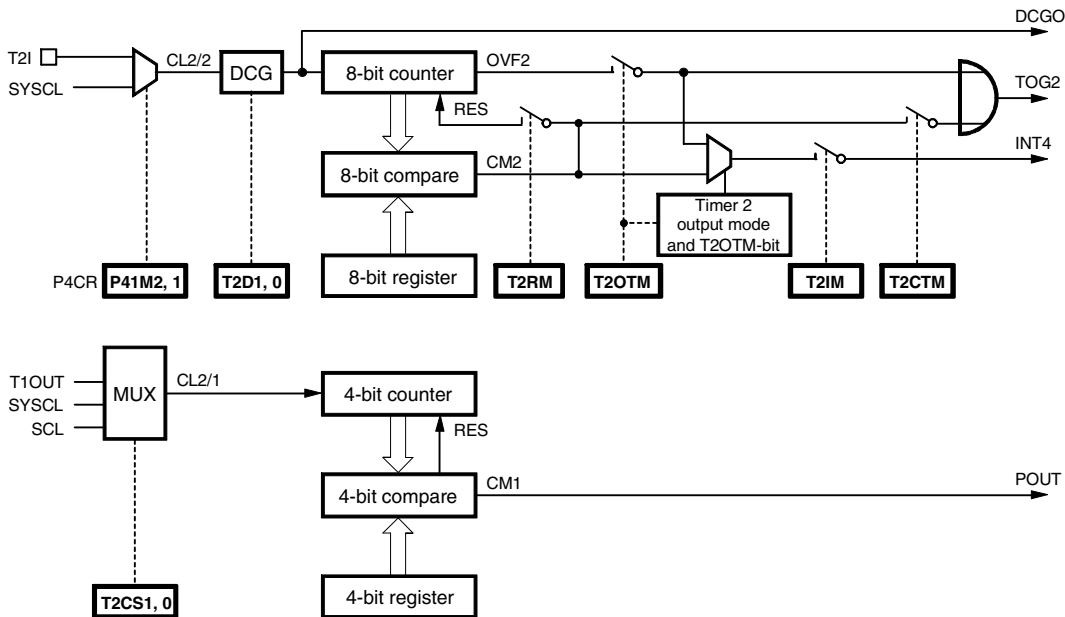 DCGO
T2I
CL2/2
DCG
8-bit counter
OVF2
SYSCL
TOG2
RES
INT4
8-bit compare
CM2
Timer 2
output mode
and T2OTM-bit
P4CR
P41M2, 1
T2D1, 0
8-bit register
T2RM
T2OTM
T2IM
T2CTM
T1OUT
SYSCL
SCL
MUX
CL2/1
4-bit counter
RES
4-bit compare
CM1
POUT
T2CS1, 0
4-bit register